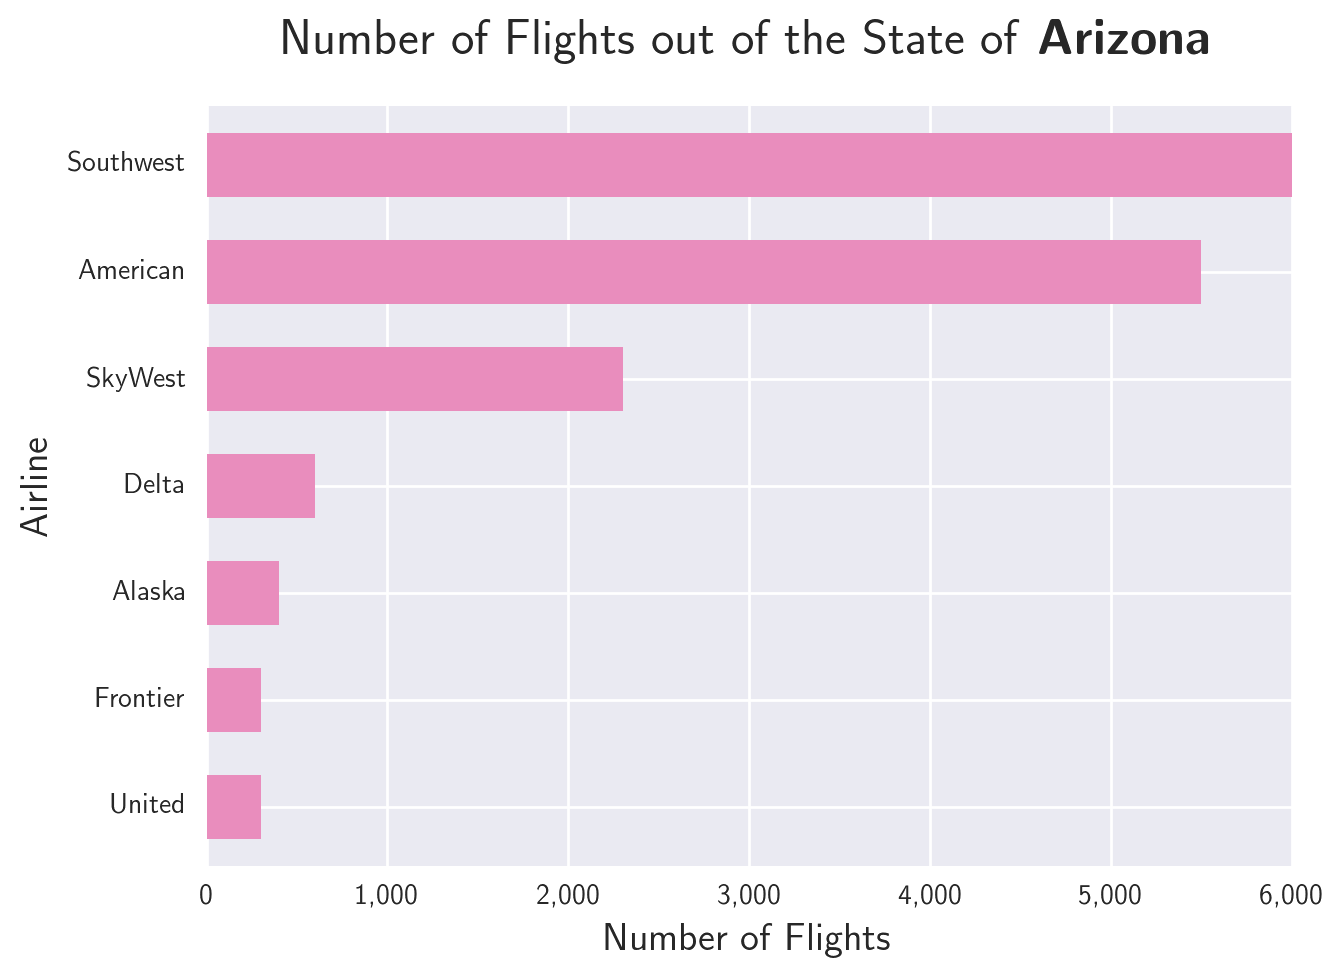 Number of Flights out of the State of Arizona
Southwest
American
SkyWest
Delta
Alaska
Frontier
United
Airline
0 1,000 2,000 3,000 4,000 5,000 6,000
Number of Flights